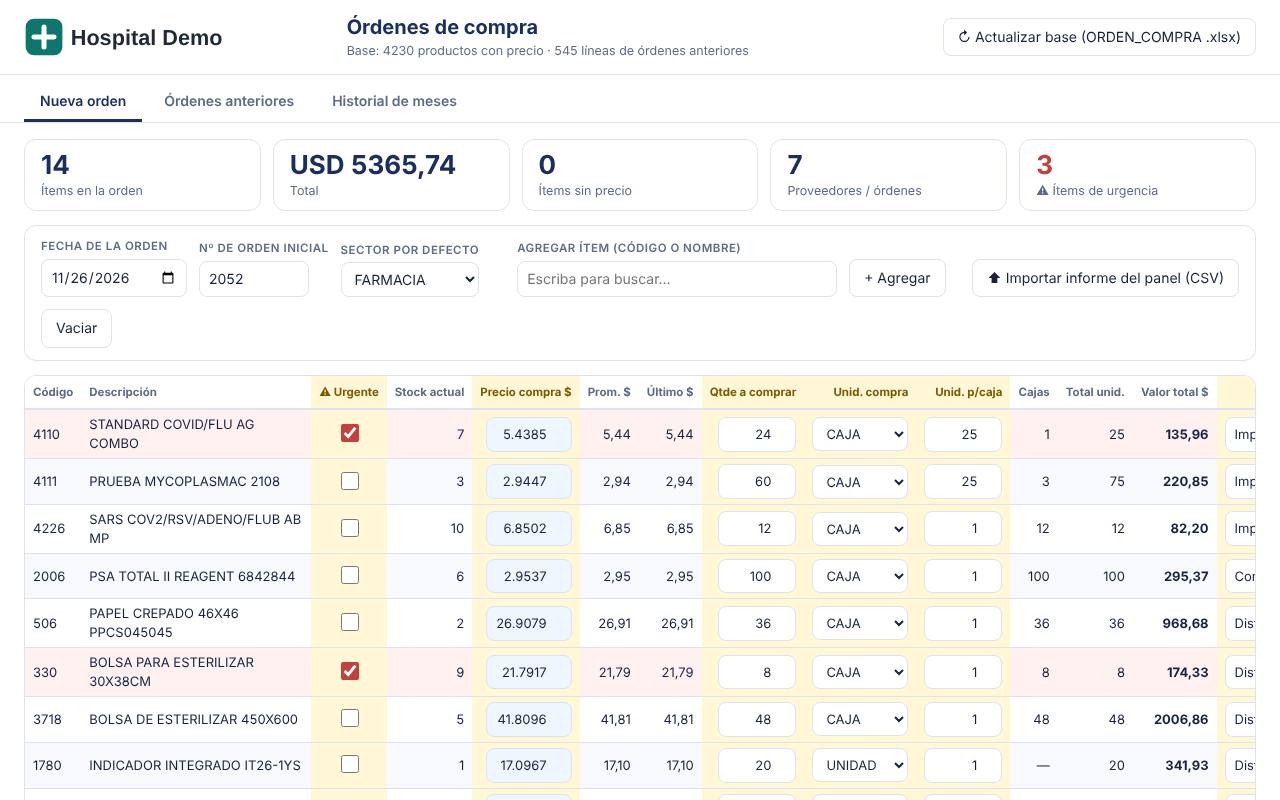 Hospital Demo
Órdenes de compra
Base: 4230 productos con precio · 545 líneas de órdenes anteriores
↻ Actualizar base (ORDEN_COMPRA .xlsx)
Nueva orden Órdenes anteriores Historial de meses
14 USD 5365,74 0 7 3
Ítems en la orden Total Ítems sin precio Proveedores / órdenes ⚠ Ítems de urgencia
FECHA DE LA ORDEN Nº DE ORDEN INICIAL SECTOR POR DEFECTO AGREGAR ÍTEM (CÓDIGO O NOMBRE)
11/26/2026 2052 FARMACIA Escriba para buscar... + Agregar ⬆ Importar informe del panel (CSV)
Vaciar
Código Descripción ⚠ Urgente Stock actual Precio compra $ Prom. $ Último $ Qtde a comprar Unid. compra Unid. p/caja Cajas Total unid. Valor total $
4110 STANDARD COVID/FLU AG COMBO 7 5.4385 5,44 5,44 24 CAJA 25 1 25 135,96 Imp
4111 PRUEBA MYCOPLASMAC 2108 3 2.9447 2,94 2,94 60 CAJA 25 3 75 220,85 Imp
4226 SARS COV2/RSV/ADENO/FLUB AB MP 10 6.8502 6,85 6,85 12 CAJA 1 12 12 82,20 Imp
2006 PSA TOTAL II REAGENT 6842844 6 2.9537 2,95 2,95 100 CAJA 1 100 100 295,37 Con
506 PAPEL CREPADO 46X46 PPCS045045 2 26.9079 26,91 26,91 36 CAJA 1 36 36 968,68 Dis
330 BOLSA PARA ESTERILIZAR 30X38CM 9 21.7917 21,79 21,79 8 CAJA 1 8 8 174,33 Dis
3718 BOLSA DE ESTERILIZAR 450X600 5 41.8096 41,81 41,81 48 CAJA 1 48 48 2006,86 Dis
1780 INDICADOR INTEGRADO IT26-1YS 1 17.0967 17,10 17,10 20 UNIDAD 1 — 20 341,93 Dis